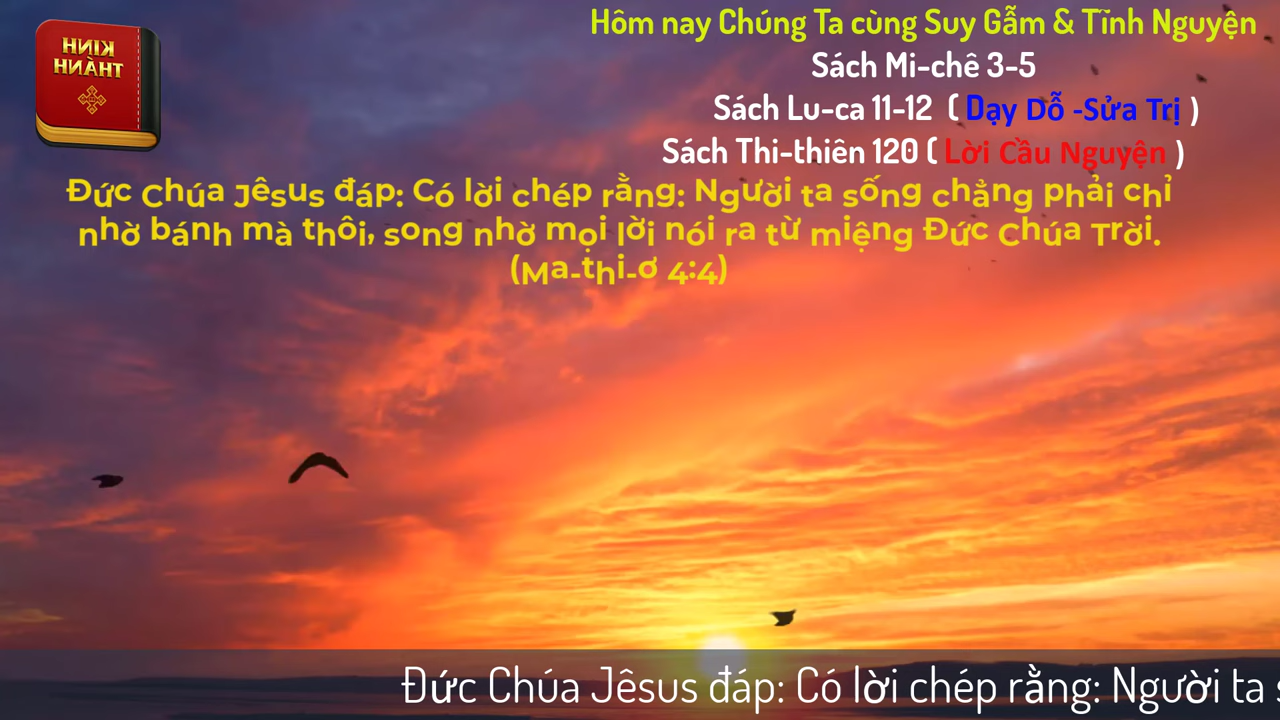 KINH
THÀNH
Hôm nay Chúng Ta cùng Suy Gẫm & Tĩnh Nguyện
Sách Mi-chê 3-5
Sách Lu-ca 11-12 ( Dạy Dỗ -Sửa Trị )
Sách Thi-thiên 120 ( Lời Cầu Nguyện )
Đức Chúa Jêsus đáp: Có lời chép rằng: Người ta sống chẳng phải chỉ
nhờ bánh mà thôi, song nhờ mọi lời nói ra từ miệng Đức Chúa Trời.
(Ma-thi-ơ 4:4)
Đức Chúa Jêsus đáp: Có lời chép rằng: Người ta